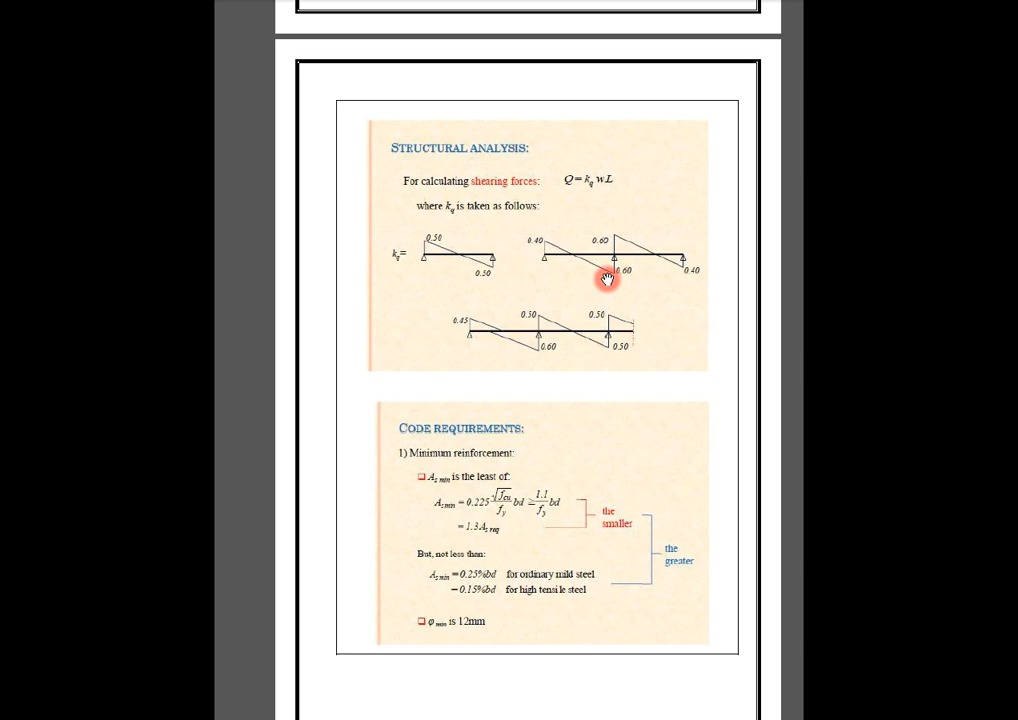 STRUCTURAL ANALYSIS:
For calculating shearing forces: Q = k_q wL
where k_q is taken as follows:
k_q=
0.50
0.50
0.40
0.60
0.60
0.40
0.45
0.50
0.60
0.50
0.50
CODE REQUIREMENTS:
1) Minimum reinforcement:
❑ A_s min is the least of:
A_s min = 0.225 √f_cu / f_y bd ≥ 1.1 / f_y bd
= 1.3A_s req
the smaller
But, not less than:
A_s min = 0.25%bd for ordinary mild steel
= 0.15%bd for high tensile steel
the greater
❑ φ_min is 12mm